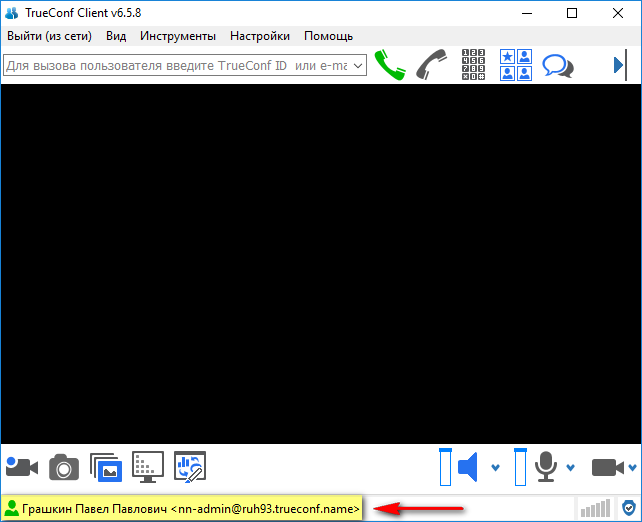 TrueConf Client v6.5.8
Выйти (из сети) Вид Инструменты Настройки Помощь
Для вызова пользователя введите TrueConf ID или e-ma
Грашкин Павел Павлович <nn-admin@ruh93.trueconf.name>